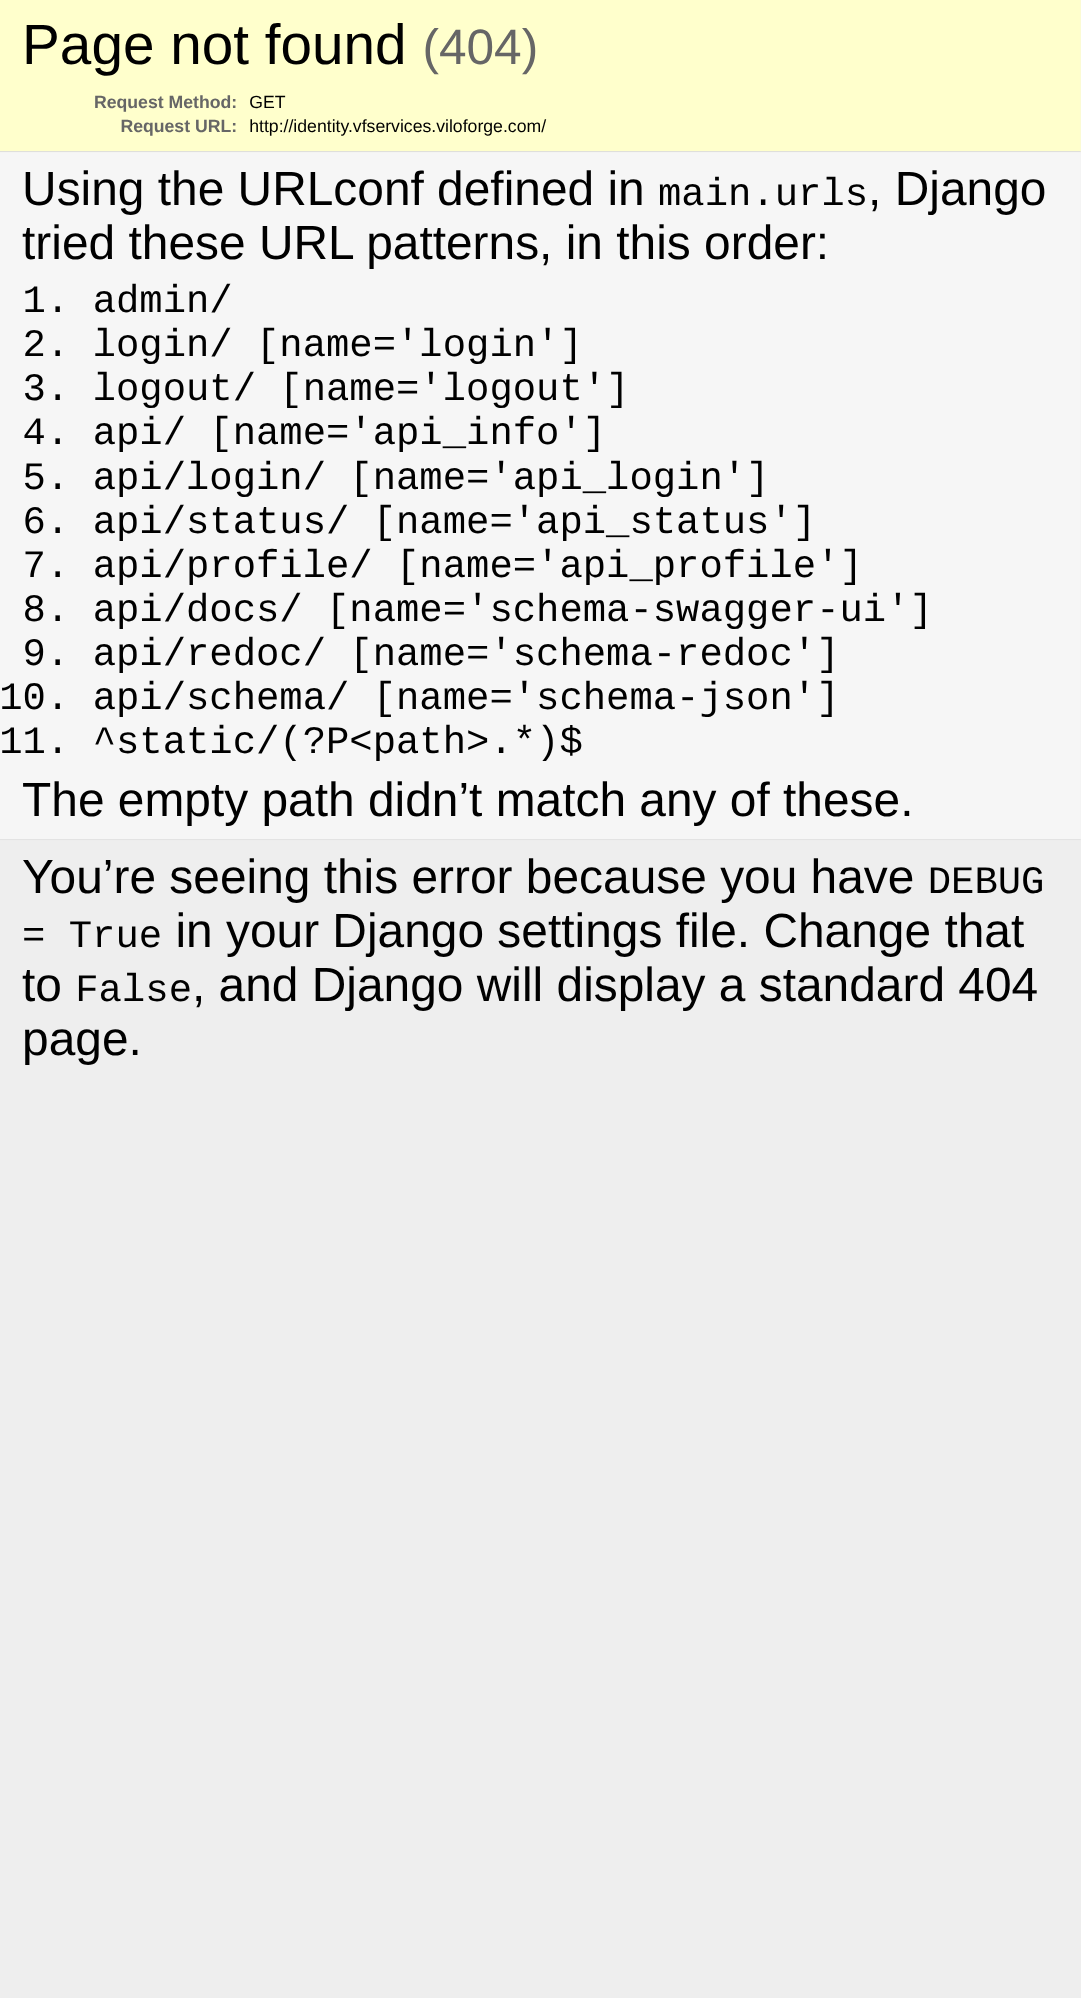 Page not found (404)
Request Method: GET
Request URL: http://identity.vfservices.viloforge.com/
Using the URLconf defined in main.urls, Django
tried these URL patterns, in this order:
1. admin/
2. login/ [name='login']
3. logout/ [name='logout']
4. api/ [name='api_info']
5. api/login/ [name='api_login']
6. api/status/ [name='api_status']
7. api/profile/ [name='api_profile']
8. api/docs/ [name='schema-swagger-ui']
9. api/redoc/ [name='schema-redoc']
10. api/schema/ [name='schema-json']
11. ^static/(?P<path>.*)$
The empty path didn’t match any of these.
You’re seeing this error because you have DEBUG
= True in your Django settings file. Change that
to False, and Django will display a standard 404
page.